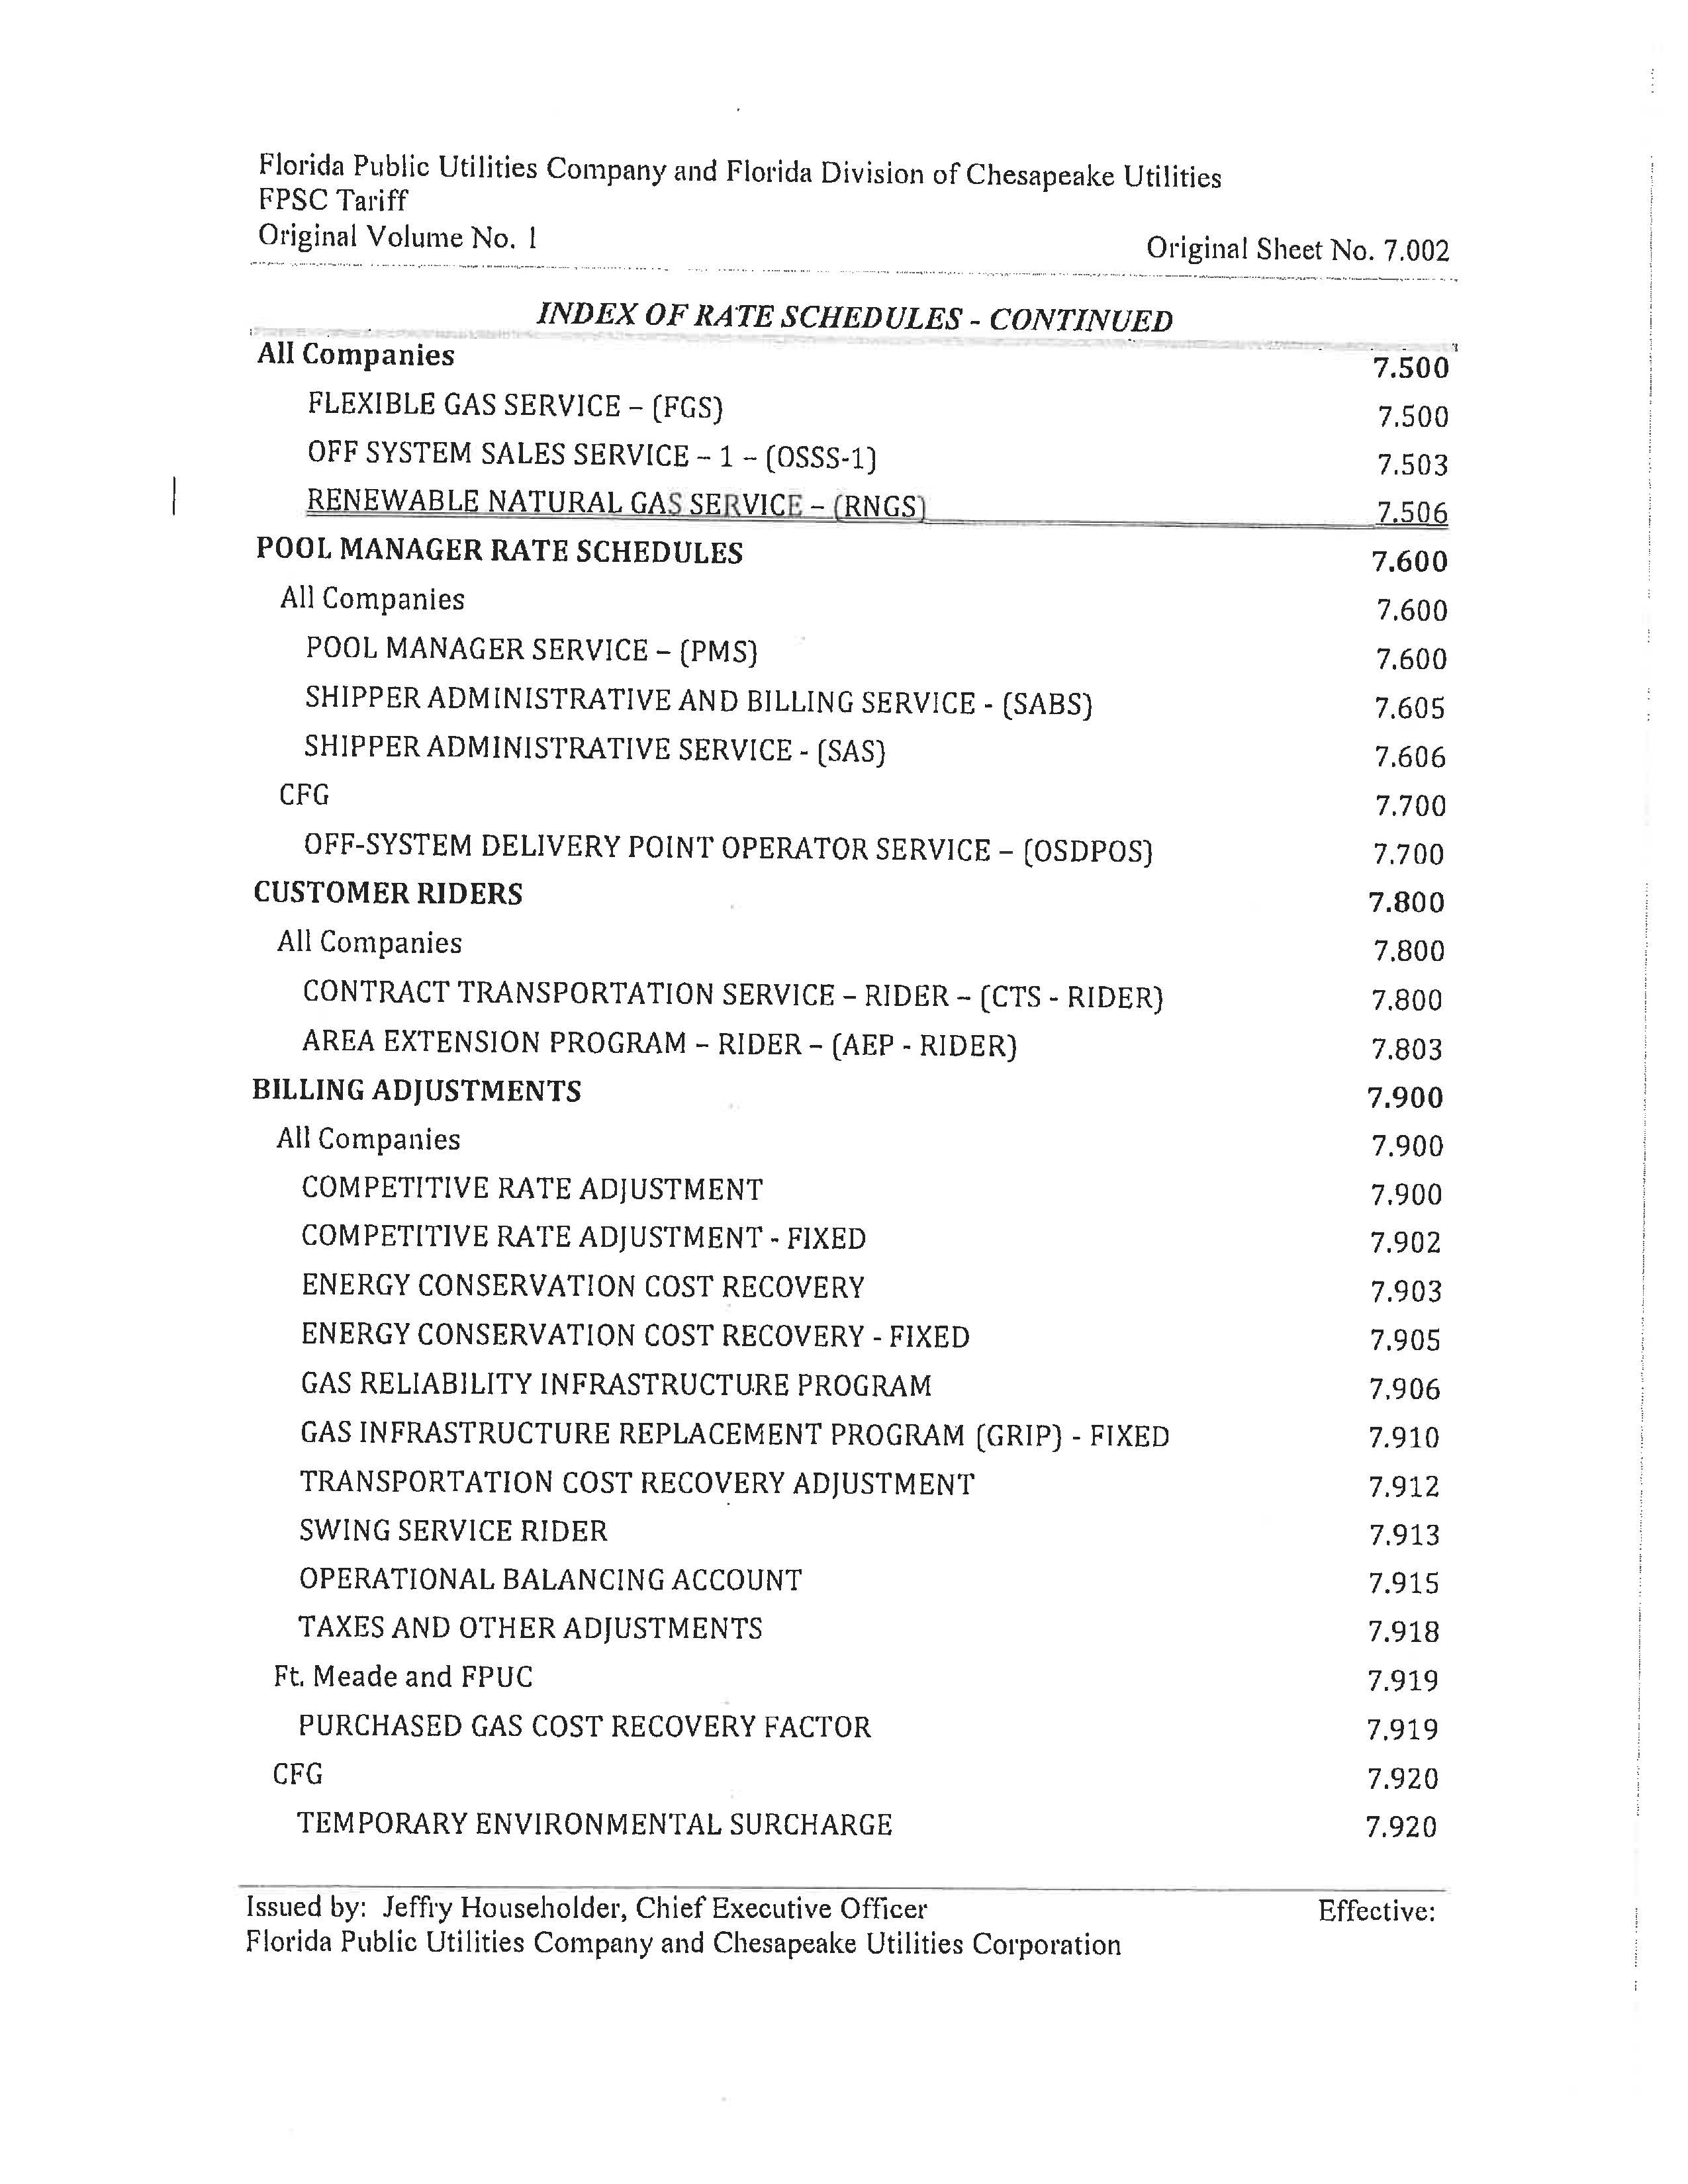 Florida Public Utilities Company and Florida Division of Chesapeake Utilities
FPSC Tariff
Original Volume No. 1
Original Sheet No. 7.002
INDEX OF RATE SCHEDULES - CONTINUED
All Companies 7.500
FLEXIBLE GAS SERVICE – (FGS) 7.500
OFF SYSTEM SALES SERVICE – 1 – (OSSS-1) 7.503
RENEWABLE NATURAL GAS SERVICE – (RNGS) 7.506
POOL MANAGER RATE SCHEDULES 7.600
All Companies 7.600
POOL MANAGER SERVICE – (PMS) 7.600
SHIPPER ADMINISTRATIVE AND BILLING SERVICE - (SABS) 7.605
SHIPPER ADMINISTRATIVE SERVICE - (SAS) 7.606
CFG 7.700
OFF-SYSTEM DELIVERY POINT OPERATOR SERVICE – (OSDPOS) 7.700
CUSTOMER RIDERS 7.800
All Companies 7.800
CONTRACT TRANSPORTATION SERVICE – RIDER – (CTS - RIDER) 7.800
AREA EXTENSION PROGRAM – RIDER – (AEP - RIDER) 7.803
BILLING ADJUSTMENTS 7.900
All Companies 7.900
COMPETITIVE RATE ADJUSTMENT 7.900
COMPETITIVE RATE ADJUSTMENT - FIXED 7.902
ENERGY CONSERVATION COST RECOVERY 7.903
ENERGY CONSERVATION COST RECOVERY - FIXED 7.905
GAS RELIABILITY INFRASTRUCTURE PROGRAM 7.906
GAS INFRASTRUCTURE REPLACEMENT PROGRAM (GRIP) - FIXED 7.910
TRANSPORTATION COST RECOVERY ADJUSTMENT 7.912
SWING SERVICE RIDER 7.913
OPERATIONAL BALANCING ACCOUNT 7.915
TAXES AND OTHER ADJUSTMENTS 7.918
Ft. Meade and FPUC 7.919
PURCHASED GAS COST RECOVERY FACTOR 7.919
CFG 7.920
TEMPORARY ENVIRONMENTAL SURCHARGE 7.920
Issued by: Jeffry Householder, Chief Executive Officer Effective:
Florida Public Utilities Company and Chesapeake Utilities Corporation